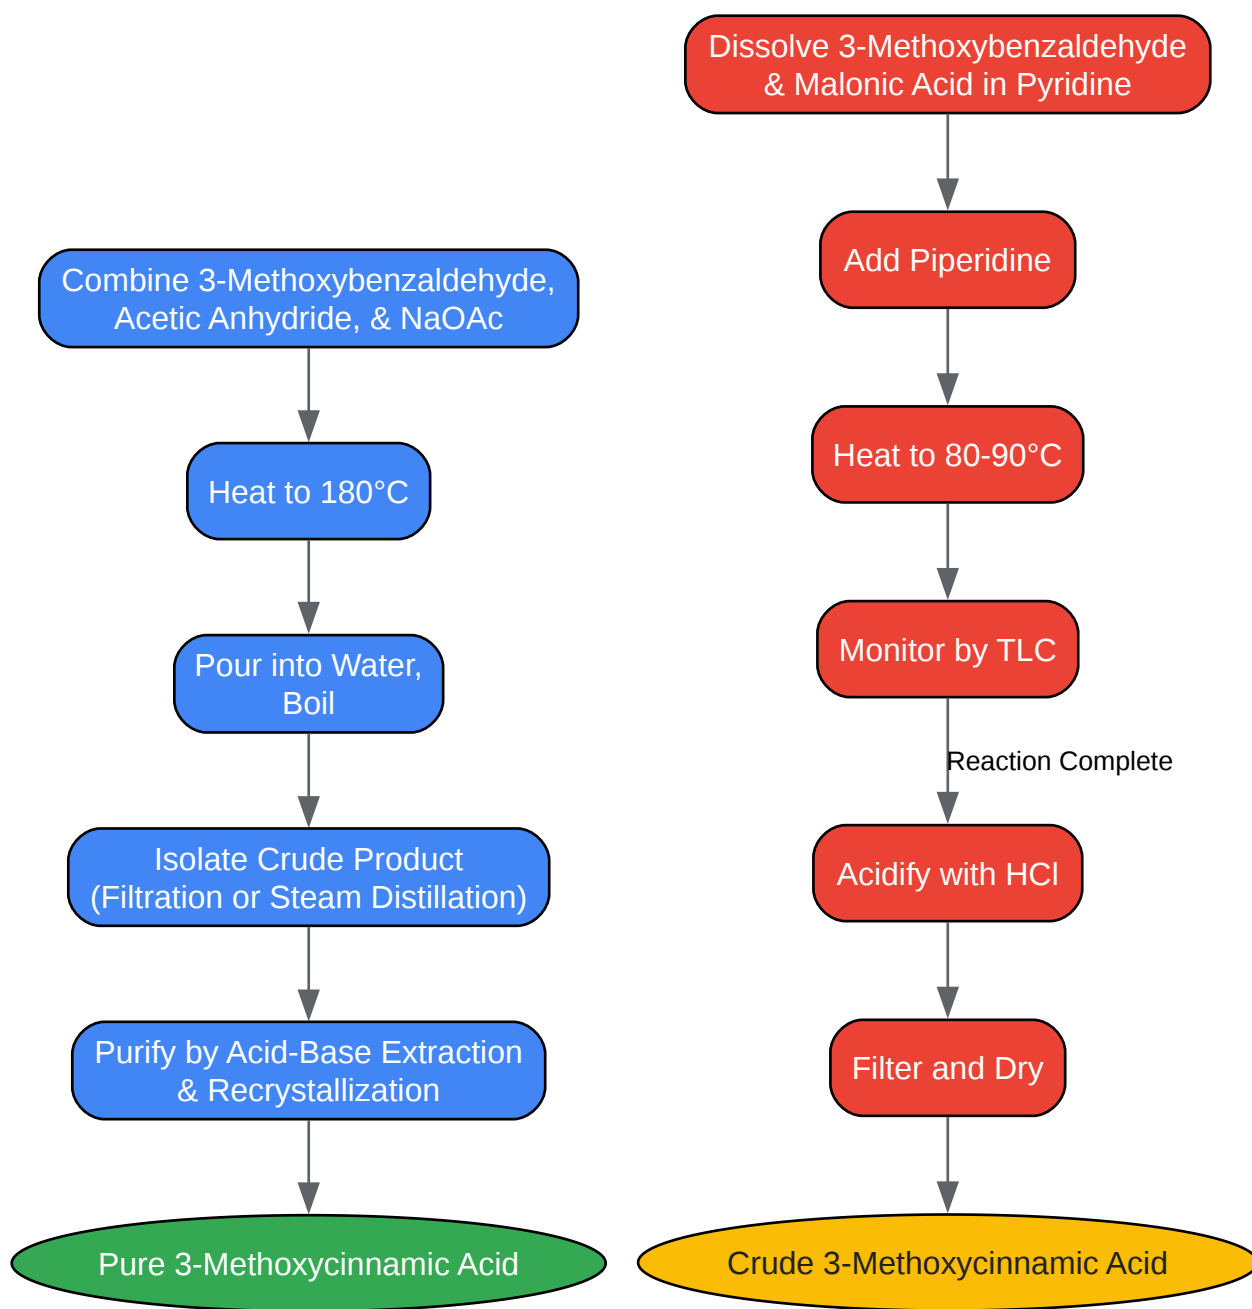 Combine 3-Methoxybenzaldehyde,
Acetic Anhydride, & NaOAc
Heat to 180°C
Pour into Water,
Boil
Isolate Crude Product
(Filtration or Steam Distillation)
Purify by Acid-Base Extraction
& Recrystallization
Pure 3-Methoxycinnamic Acid
Dissolve 3-Methoxybenzaldehyde
& Malonic Acid in Pyridine
Add Piperidine
Heat to 80-90°C
Monitor by TLC
Reaction Complete
Acidify with HCl
Filter and Dry
Crude 3-Methoxycinnamic Acid